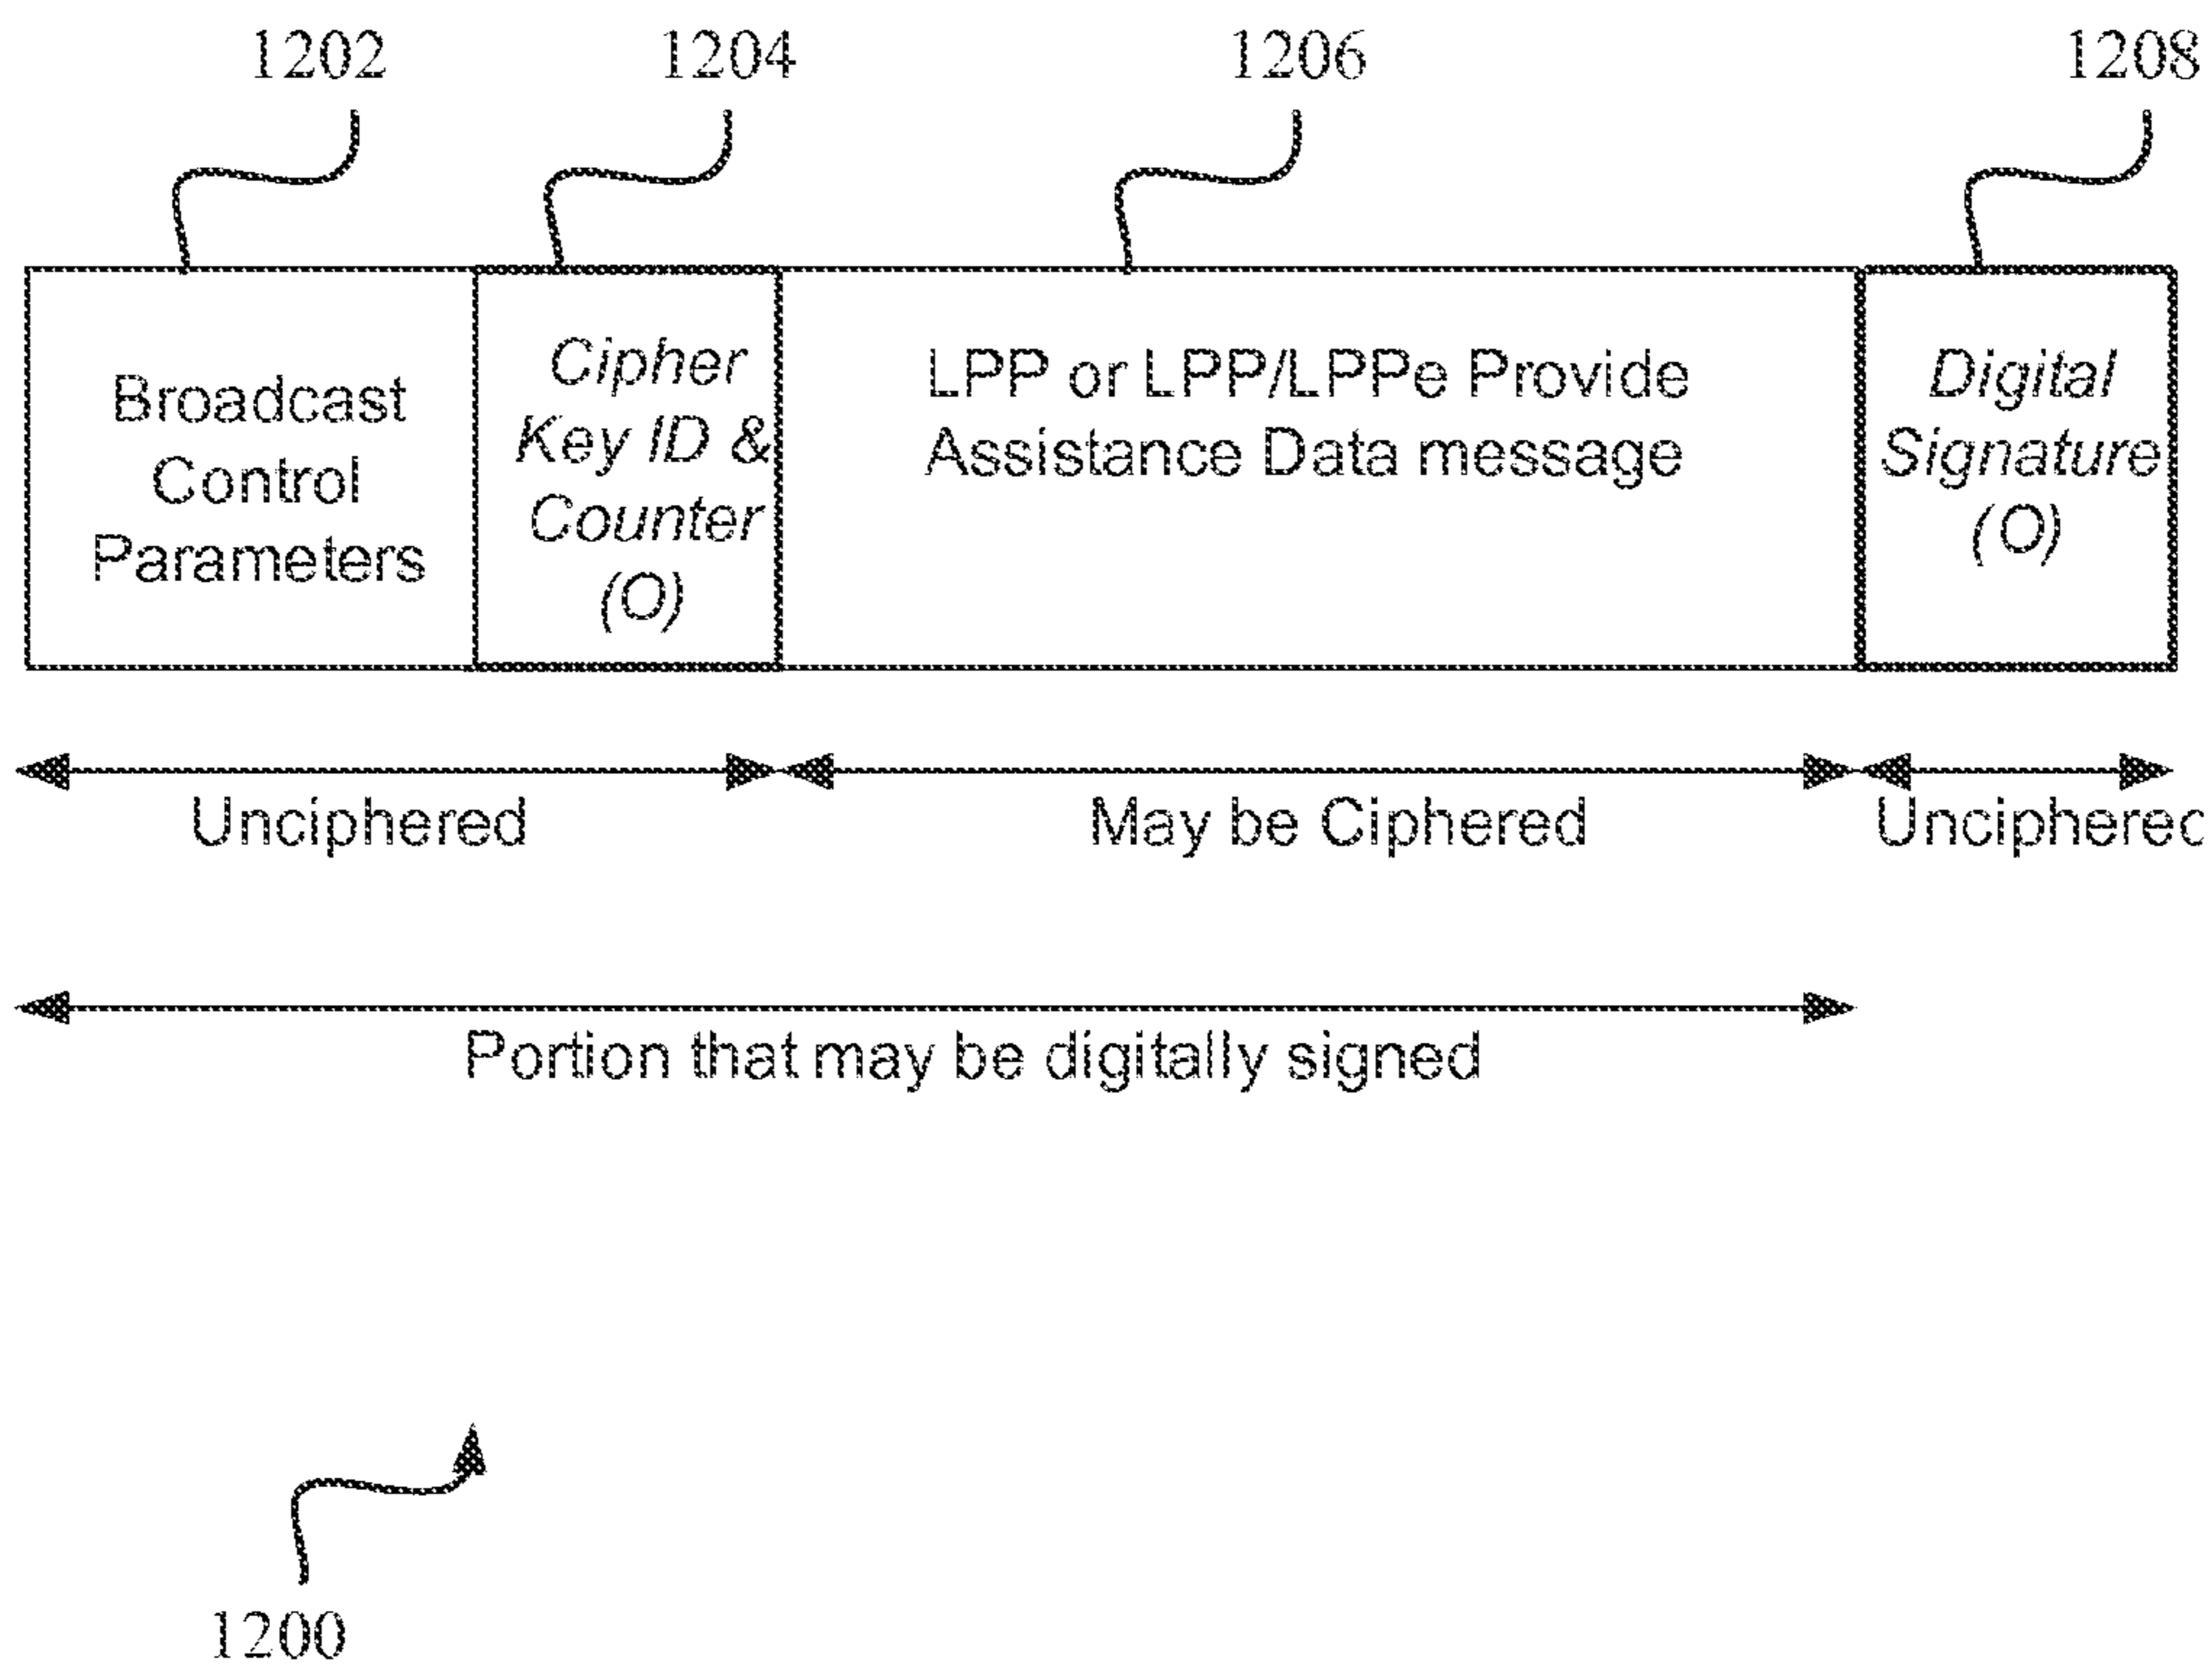 1202
1204
1206
1208
Broadcast
Control
Parameters
Cipher
Key ID &
Counter
(O)
LPP or LPP/LPPe Provide
Assistance Data message
Digital
Signature
(O)
Unciphered
May be Ciphered
Unciphered
Portion that may be digitally signed
1200